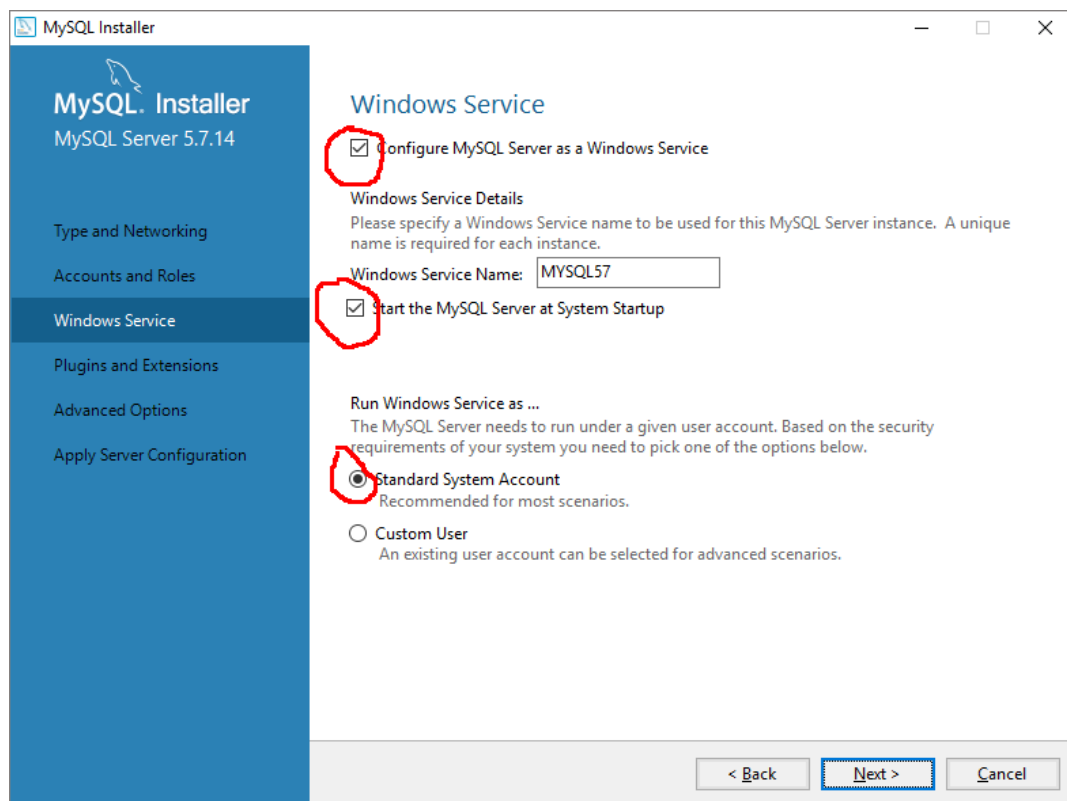 MySQL Installer
MySQL. Installer
MySQL Server 5.7.14
Type and Networking
Accounts and Roles
Windows Service
Plugins and Extensions
Advanced Options
Apply Server Configuration
Windows Service
Configure MySQL Server as a Windows Service
Windows Service Details
Please specify a Windows Service name to be used for this MySQL Server instance. A unique
name is required for each instance.
Windows Service Name: MYSQL57
Start the MySQL Server at System Startup
Run Windows Service as ...
The MySQL Server needs to run under a given user account. Based on the security
requirements of your system you need to pick one of the options below.
Standard System Account
Recommended for most scenarios.
Custom User
An existing user account can be selected for advanced scenarios.
< Back Next > Cancel